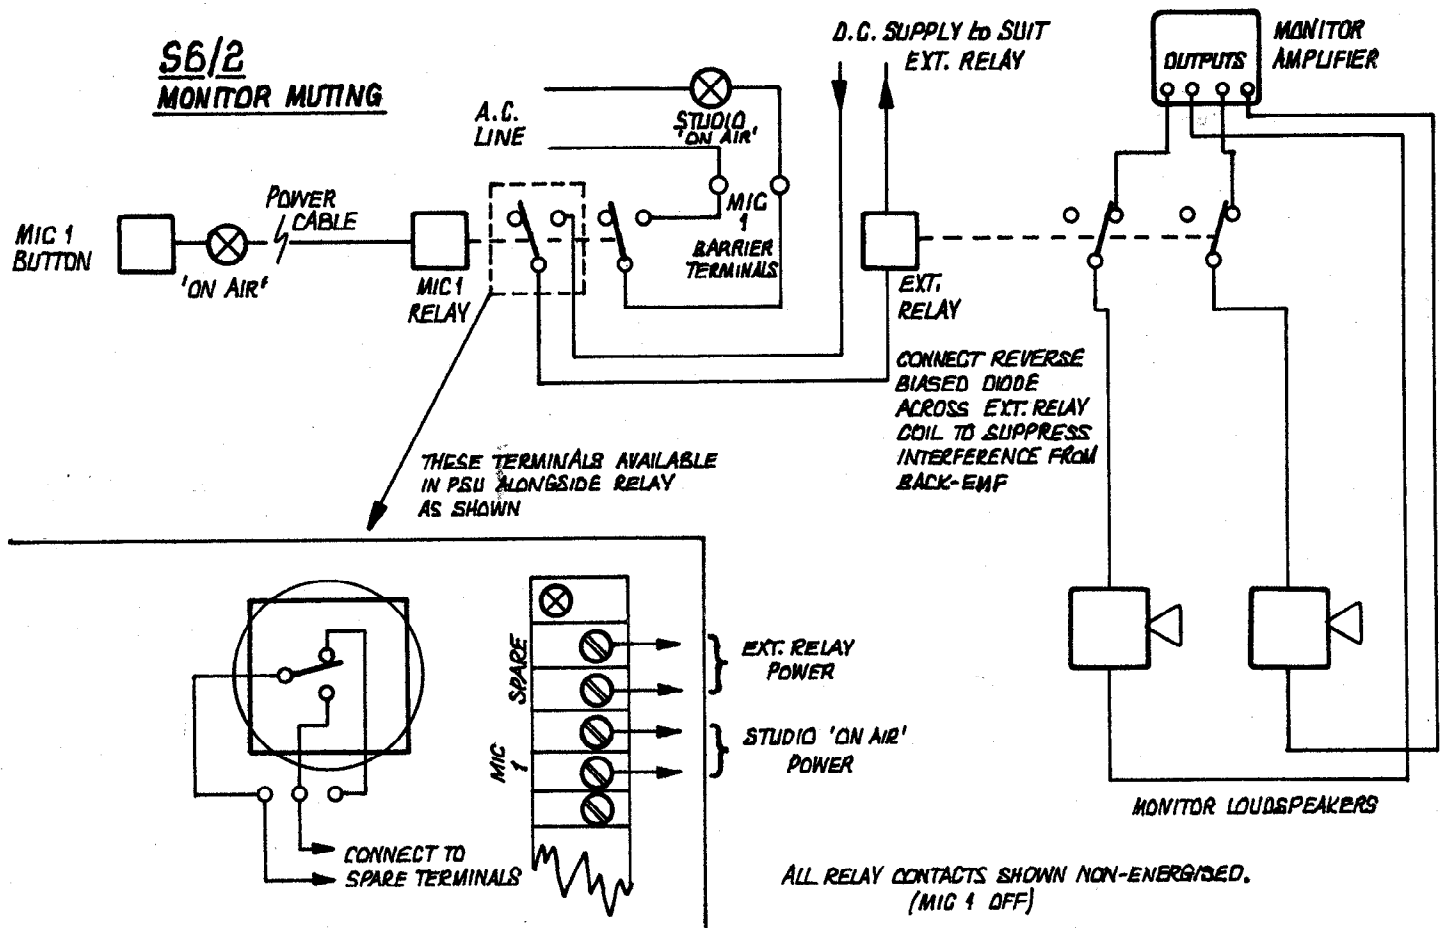 S6/2
MONITOR MUTING
D.C. SUPPLY to SUIT
EXT. RELAY
OUTPUTS
MONITOR
AMPLIFIER
A.C.
LINE
STUDIO
'ON AIR'
MIC 1
BUTTON
'ON AIR'
POWER
CABLE
MIC 1
RELAY
MIC
1
BARRIER
TERMINALS
EXT.
RELAY
CONNECT REVERSE
BIASED DIODE
ACROSS EXT. RELAY
COIL TO SUPPRESS
INTERFERENCE FROM
BACK-EMF
THESE TERMINALS AVAILABLE
IN PSU ALONGSIDE RELAY
AS SHOWN
SPARE
MIC
1
EXT. RELAY
POWER
STUDIO 'ON AIR'
POWER
CONNECT TO
SPARE TERMINALS
MONITOR LOUDSPEAKERS
ALL RELAY CONTACTS SHOWN NON-ENERGISED.
(MIC 1 OFF)